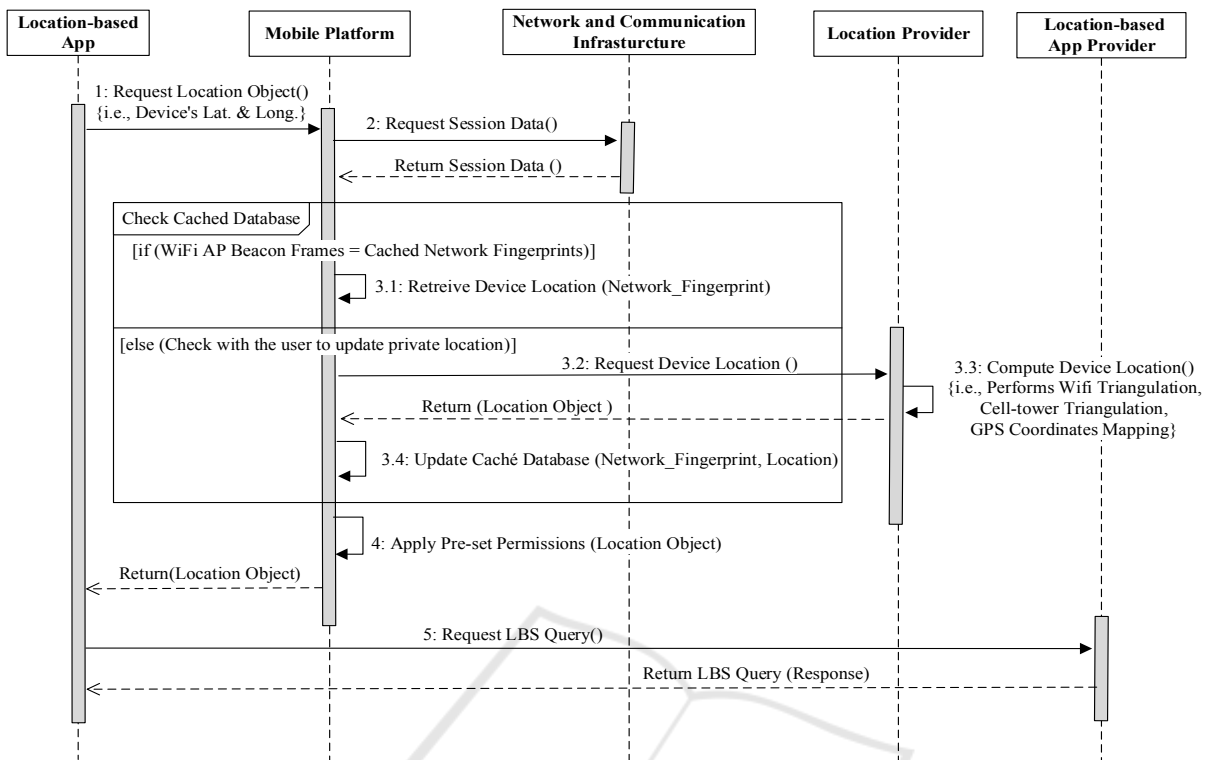 Location-based
App
Mobile Platform
Network and Communication
Infrasturcture
Location Provider
Location-based
App Provider
1: Request Location Object()
{i.e., Device's Lat. & Long.}
2: Request Session Data()
Return Session Data ()
Check Cached Database
[if (WiFi AP Beacon Frames = Cached Network Fingerprints)]
3.1: Retreive Device Location (Network_Fingerprint)
[else (Check with the user to update private location)]
3.2: Request Device Location ()
3.3: Compute Device Location()
{i.e., Performs Wifi Triangulation,
Cell-tower Triangulation,
GPS Coordinates Mapping}
Return (Location Object )
3.4: Update Caché Database (Network_Fingerprint, Location)
4: Apply Pre-set Permissions (Location Object)
Return(Location Object)
5: Request LBS Query()
Return LBS Query (Response)